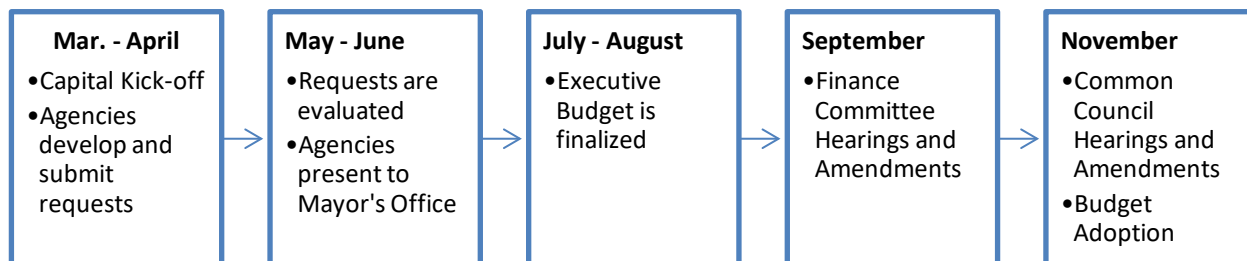 Mar. - April
•Capital Kick-off
•Agencies
develop and
submit
requests
May - June
•Requests are
evaluated
•Agencies
present to
Mayor's Office
July - August
•Executive
Budget is
finalized
September
•Finance
Committee
Hearings and
Amendments
November
•Common
Council
Hearings and
Amendments
•Budget
Adoption